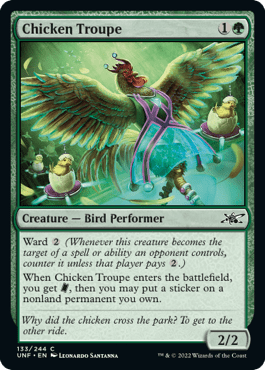 Chicken Troupe 1
Creature — Bird Performer
Ward 2 (Whenever this creature becomes
the target of a spell or ability an opponent controls,
counter it unless that player pays 2.)
When Chicken Troupe enters the battlefield,
you get , then you may put a sticker on a
nonland permanent you own.
Why did the chicken cross the park? To get to the
other ride.
2/2
133/244 C
UNF • EN Leonardo Santanna
™ & © 2022 Wizards of the Coast